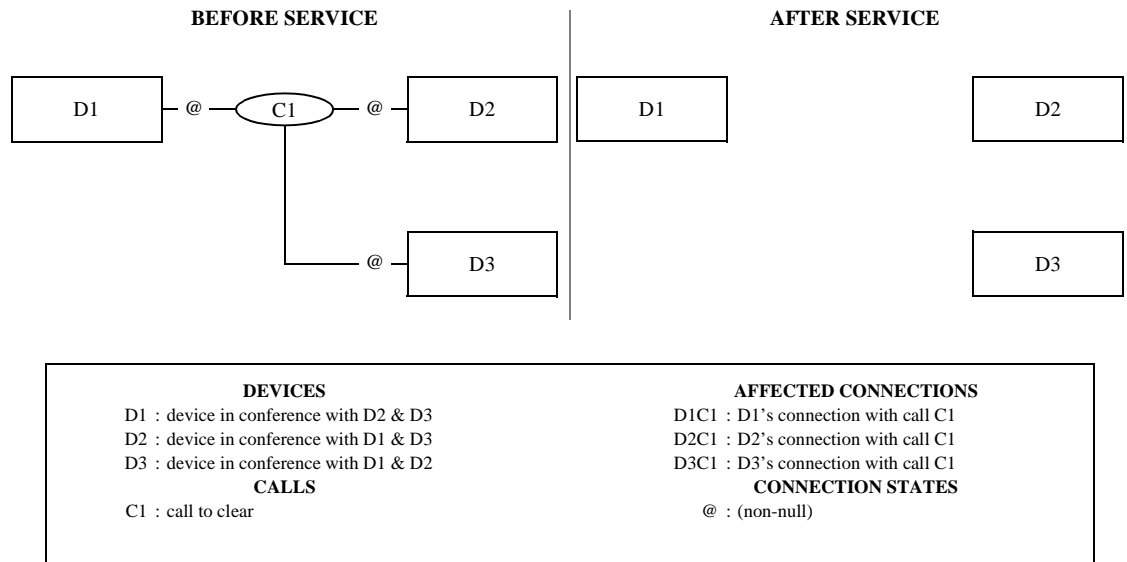 BEFORE SERVICE
AFTER SERVICE
D1 @ C1 @ D2
D1 D2
@ D3
D3
DEVICES
D1 : device in conference with D2 & D3
D2 : device in conference with D1 & D3
D3 : device in conference with D1 & D2
CALLS
C1 : call to clear
AFFECTED CONNECTIONS
D1C1 : D1’s connection with call C1
D2C1 : D2’s connection with call C1
D3C1 : D3’s connection with call C1
CONNECTION STATES
@ : (non-null)